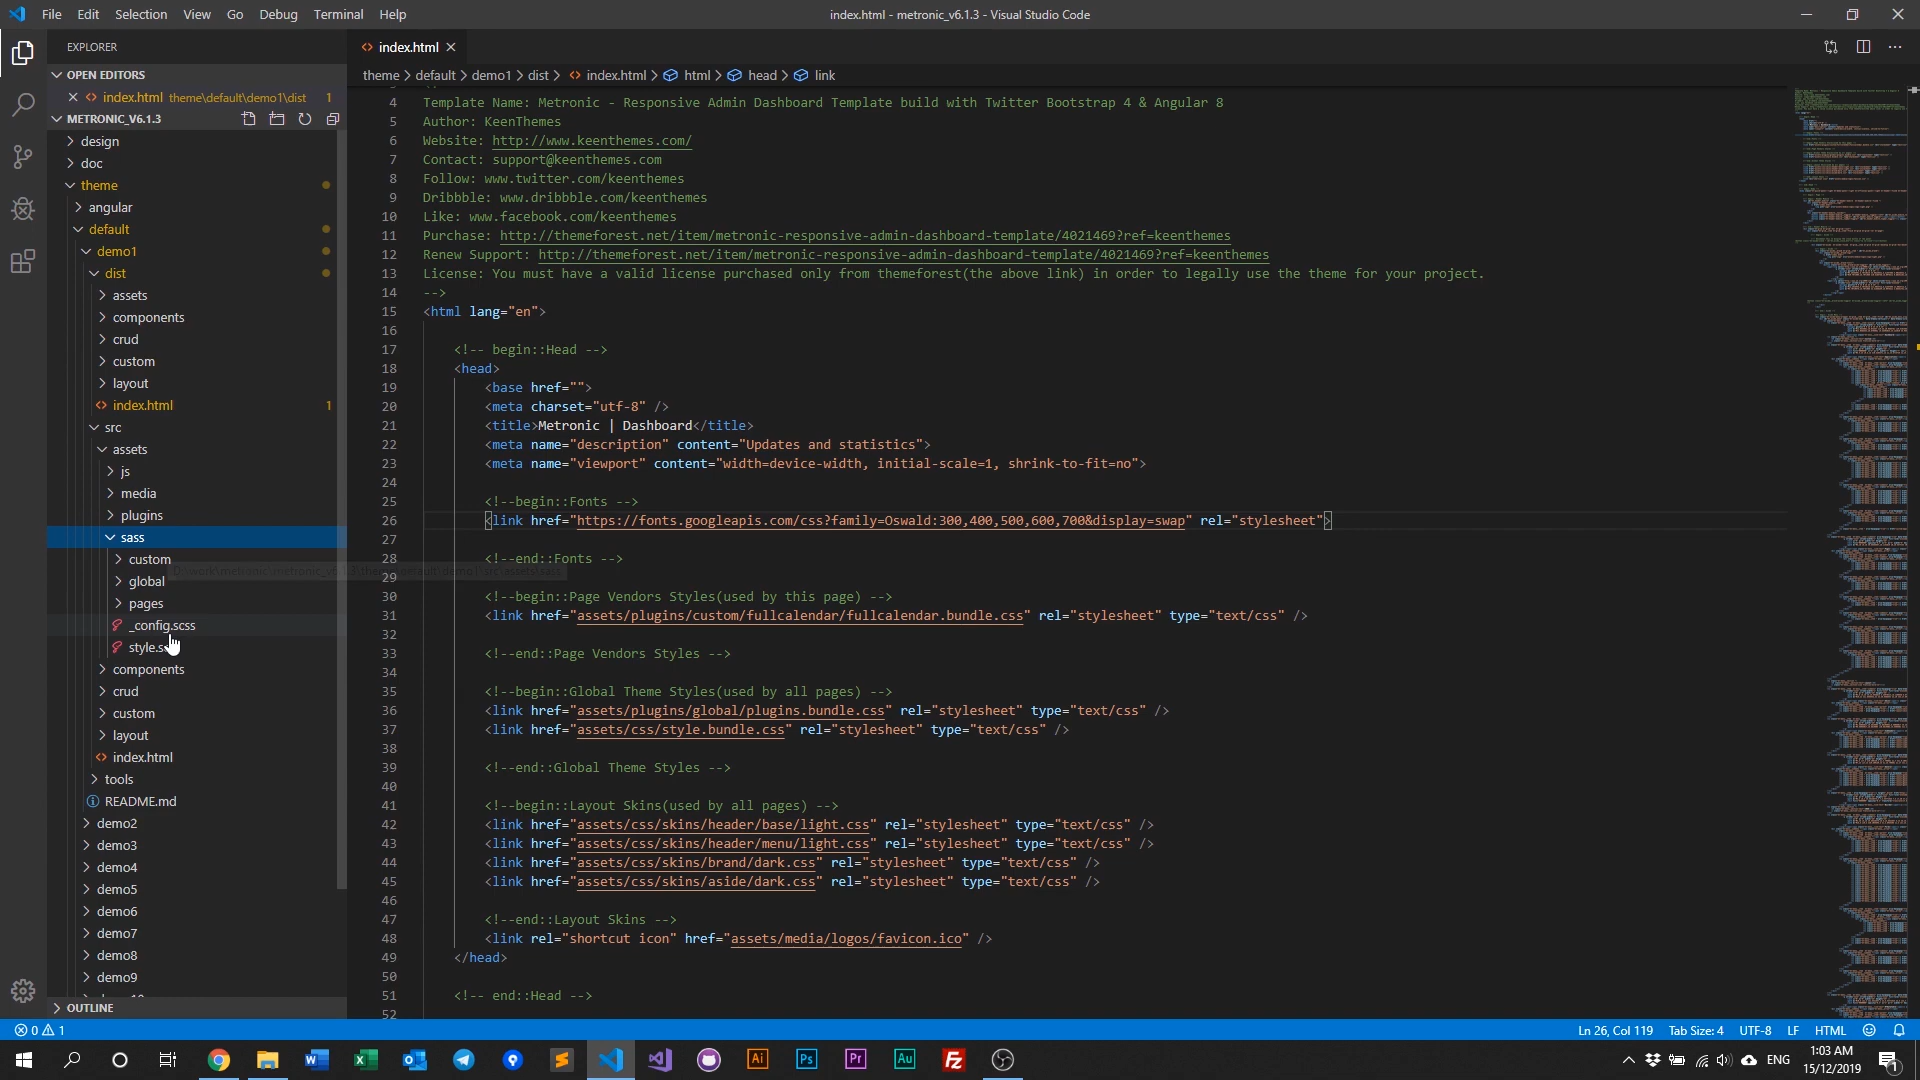 File Edit Selection View Go Debug Terminal Help
index.html - metronic_v6.1.3 - Visual Studio Code
EXPLORER
OPEN EDITORS
index.html theme\default\demo1\dist 1
METRONIC_V6.1.3
design
doc
theme
angular
default
demo1
dist
assets
components
crud
custom
layout
index.html 1
src
assets
js
media
plugins
sass
custom
global
pages
_config.scss
components
crud
custom
layout
index.html
tools
README.md
demo2
demo3
demo4
demo5
demo6
demo7
demo8
demo9
OUTLINE
index.html
theme > default > demo1 > dist > index.html > html > head > link
4 Template Name: Metronic - Responsive Admin Dashboard Template build with Twitter Bootstrap 4 & Angular 8
5 Author: KeenThemes
6 Website: http://www.keenthemes.com/
7 Contact: support@keenthemes.com
8 Follow: www.twitter.com/keenthemes
9 Dribbble: www.dribbble.com/keenthemes
10 Like: www.facebook.com/keenthemes
11 Purchase: http://themeforest.net/item/metronic-responsive-admin-dashboard-template/4021469?ref=keenthemes
12 Renew Support: http://themeforest.net/item/metronic-responsive-admin-dashboard-template/4021469?ref=keenthemes
13 License: You must have a valid license purchased only from themeforest(the above link) in order to legally use the theme for your project.
14 -->
15 <html lang="en">
16
17 <!-- begin::Head -->
18 <head>
19 <base href="">
20 <meta charset="utf-8" />
21 <title>Metronic | Dashboard</title>
22 <meta name="description" content="Updates and statistics">
23 <meta name="viewport" content="width=device-width, initial-scale=1, shrink-to-fit=no">
24
25 <!--begin::Fonts -->
26 <link href="https://fonts.googleapis.com/css?family=Oswald:300,400,500,600,700&display=swap" rel="stylesheet">
27
28 <!--end::Fonts -->
29
30 <!--begin::Page Vendors Styles(used by this page) -->
31 <link href="assets/plugins/custom/fullcalendar/fullcalendar.bundle.css" rel="stylesheet" type="text/css" />
32
33 <!--end::Page Vendors Styles -->
34
35 <!--begin::Global Theme Styles(used by all pages) -->
36 <link href="assets/plugins/global/plugins.bundle.css" rel="stylesheet" type="text/css" />
37 <link href="assets/css/style.bundle.css" rel="stylesheet" type="text/css" />
38
39 <!--end::Global Theme Styles -->
40
41 <!--begin::Layout Skins(used by all pages) -->
42 <link href="assets/css/skins/header/base/light.css" rel="stylesheet" type="text/css" />
43 <link href="assets/css/skins/header/menu/light.css" rel="stylesheet" type="text/css" />
44 <link href="assets/css/skins/brand/dark.css" rel="stylesheet" type="text/css" />
45 <link href="assets/css/skins/aside/dark.css" rel="stylesheet" type="text/css" />
46
47 <!--end::Layout Skins -->
48 <link rel="shortcut icon" href="assets/media/logos/favicon.ico" />
49 </head>
50
51 <!-- end::Head -->
52
0 1
Ln 26, Col 119 Tab Size: 4 UTF-8 LF HTML
Ai Ps Pr Au Fz
ENG
1:03 AM
15/12/2019
1